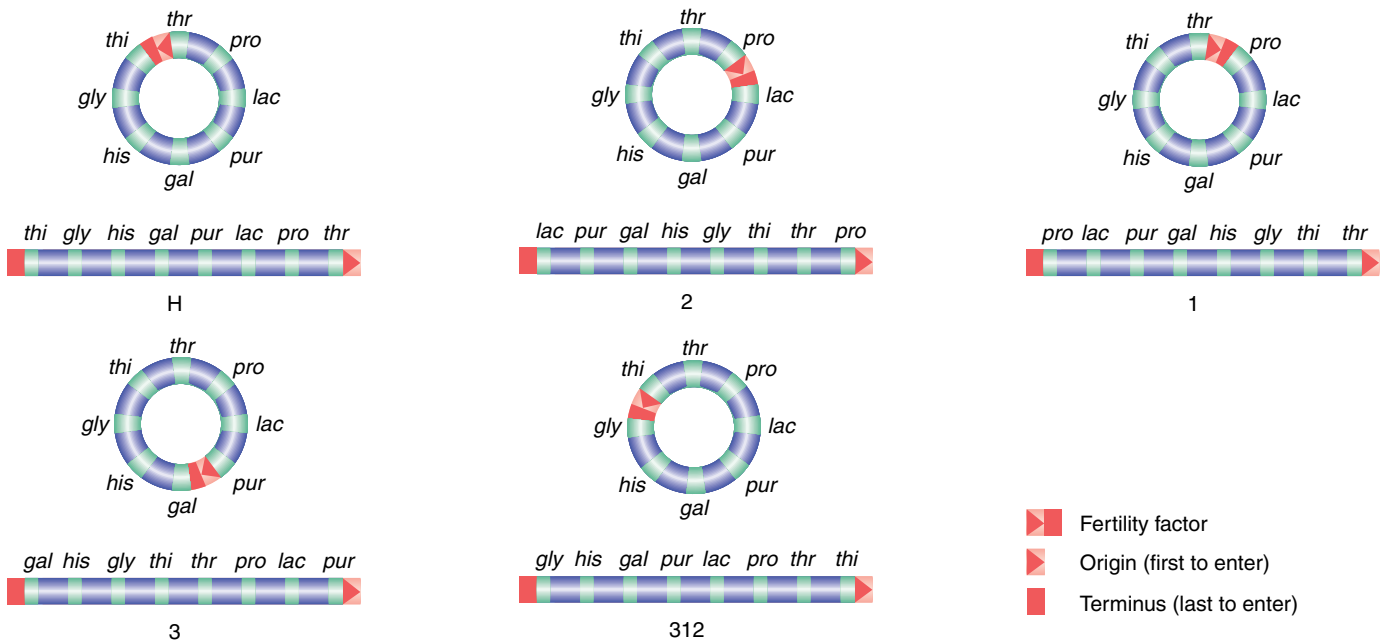 thr
thi
pro
gly
lac
his
pur
gal
thi gly his gal pur lac pro thr
H
thr
thi
pro
gly
lac
his
pur
gal
lac pur gal his gly thi thr pro
2
thr
thi
pro
gly
lac
his
pur
gal
pro lac pur gal his gly thi thr
1
thr
thi
pro
gly
lac
his
pur
gal
gal his gly thi thr pro lac pur
3
thr
thi
pro
gly
lac
his
pur
gal
gly his gal pur lac pro thr thi
312
Fertility factor
Origin (first to enter)
Terminus (last to enter)